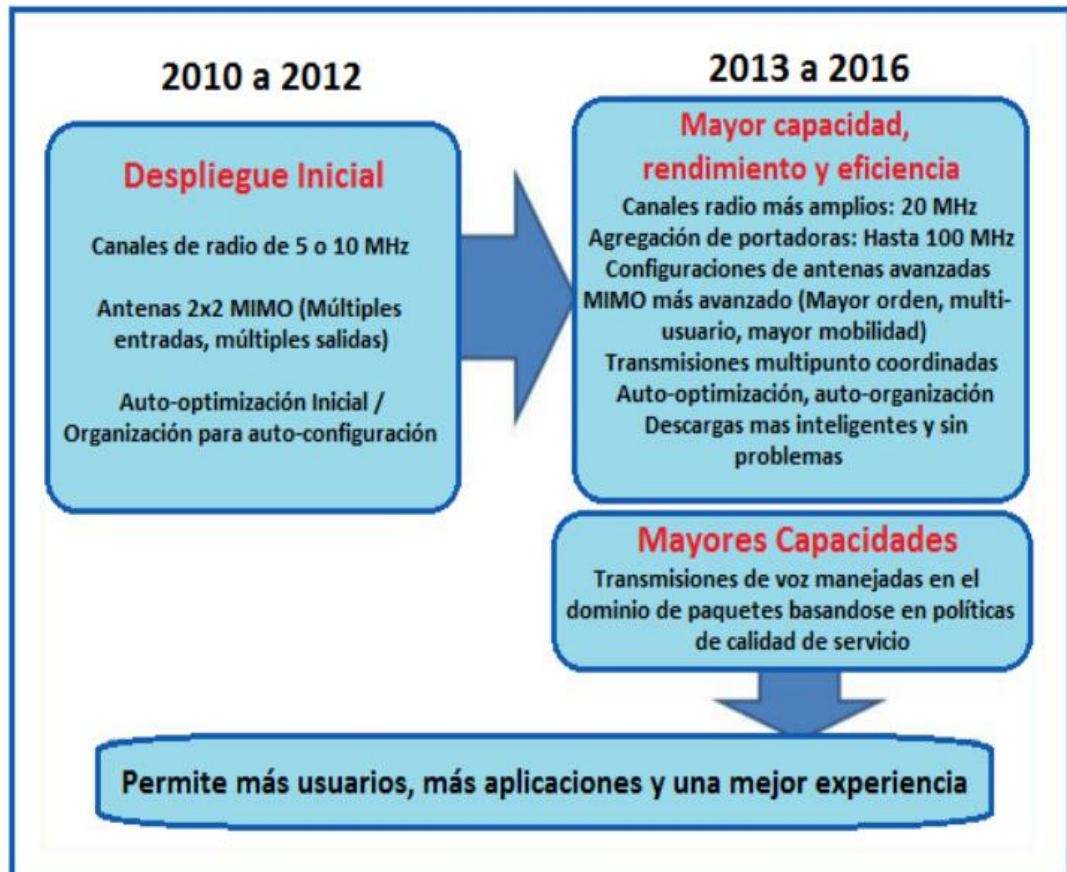 2010 a 2012
Despliegue Inicial
Canales de radio de 5 o 10 MHz
Antenas 2x2 MIMO (Múltiples
entradas, múltiples salidas)
Auto-optimización Inicial /
Organización para auto-configuración
2013 a 2016
Mayor capacidad,
rendimiento y eficiencia
Canales radio más amplios: 20 MHz
Agregación de portadoras: Hasta 100 MHz
Configuraciones de antenas avanzadas
MIMO más avanzado (Mayor orden, multi-
usuario, mayor mobilidad)
Transmisiones multipunto coordinadas
Auto-optimización, auto-organización
Descargas mas inteligentes y sin
problemas
Mayores Capacidades
Transmisiones de voz manejadas en el
dominio de paquetes basandose en políticas
de calidad de servicio
Permite más usuarios, más aplicaciones y una mejor experiencia